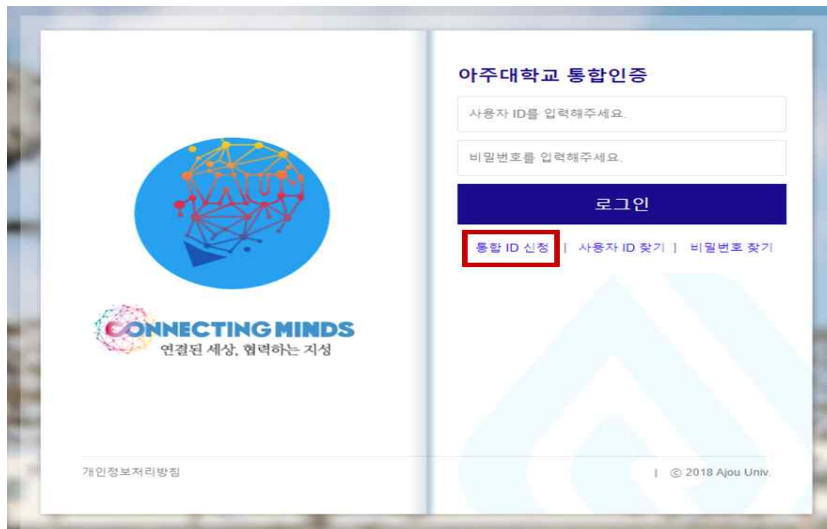 아주대학교 통합인증
사용자 ID를 입력해주세요.
비밀번호를 입력해주세요.
로그인
통합 ID 신청 | 사용자 ID 찾기 | 비밀번호 찾기
AJOU
CONNECTING MINDS
연결된 세상, 협력하는 지성
개인정보처리방침 | ⓒ 2018 Ajou Univ.